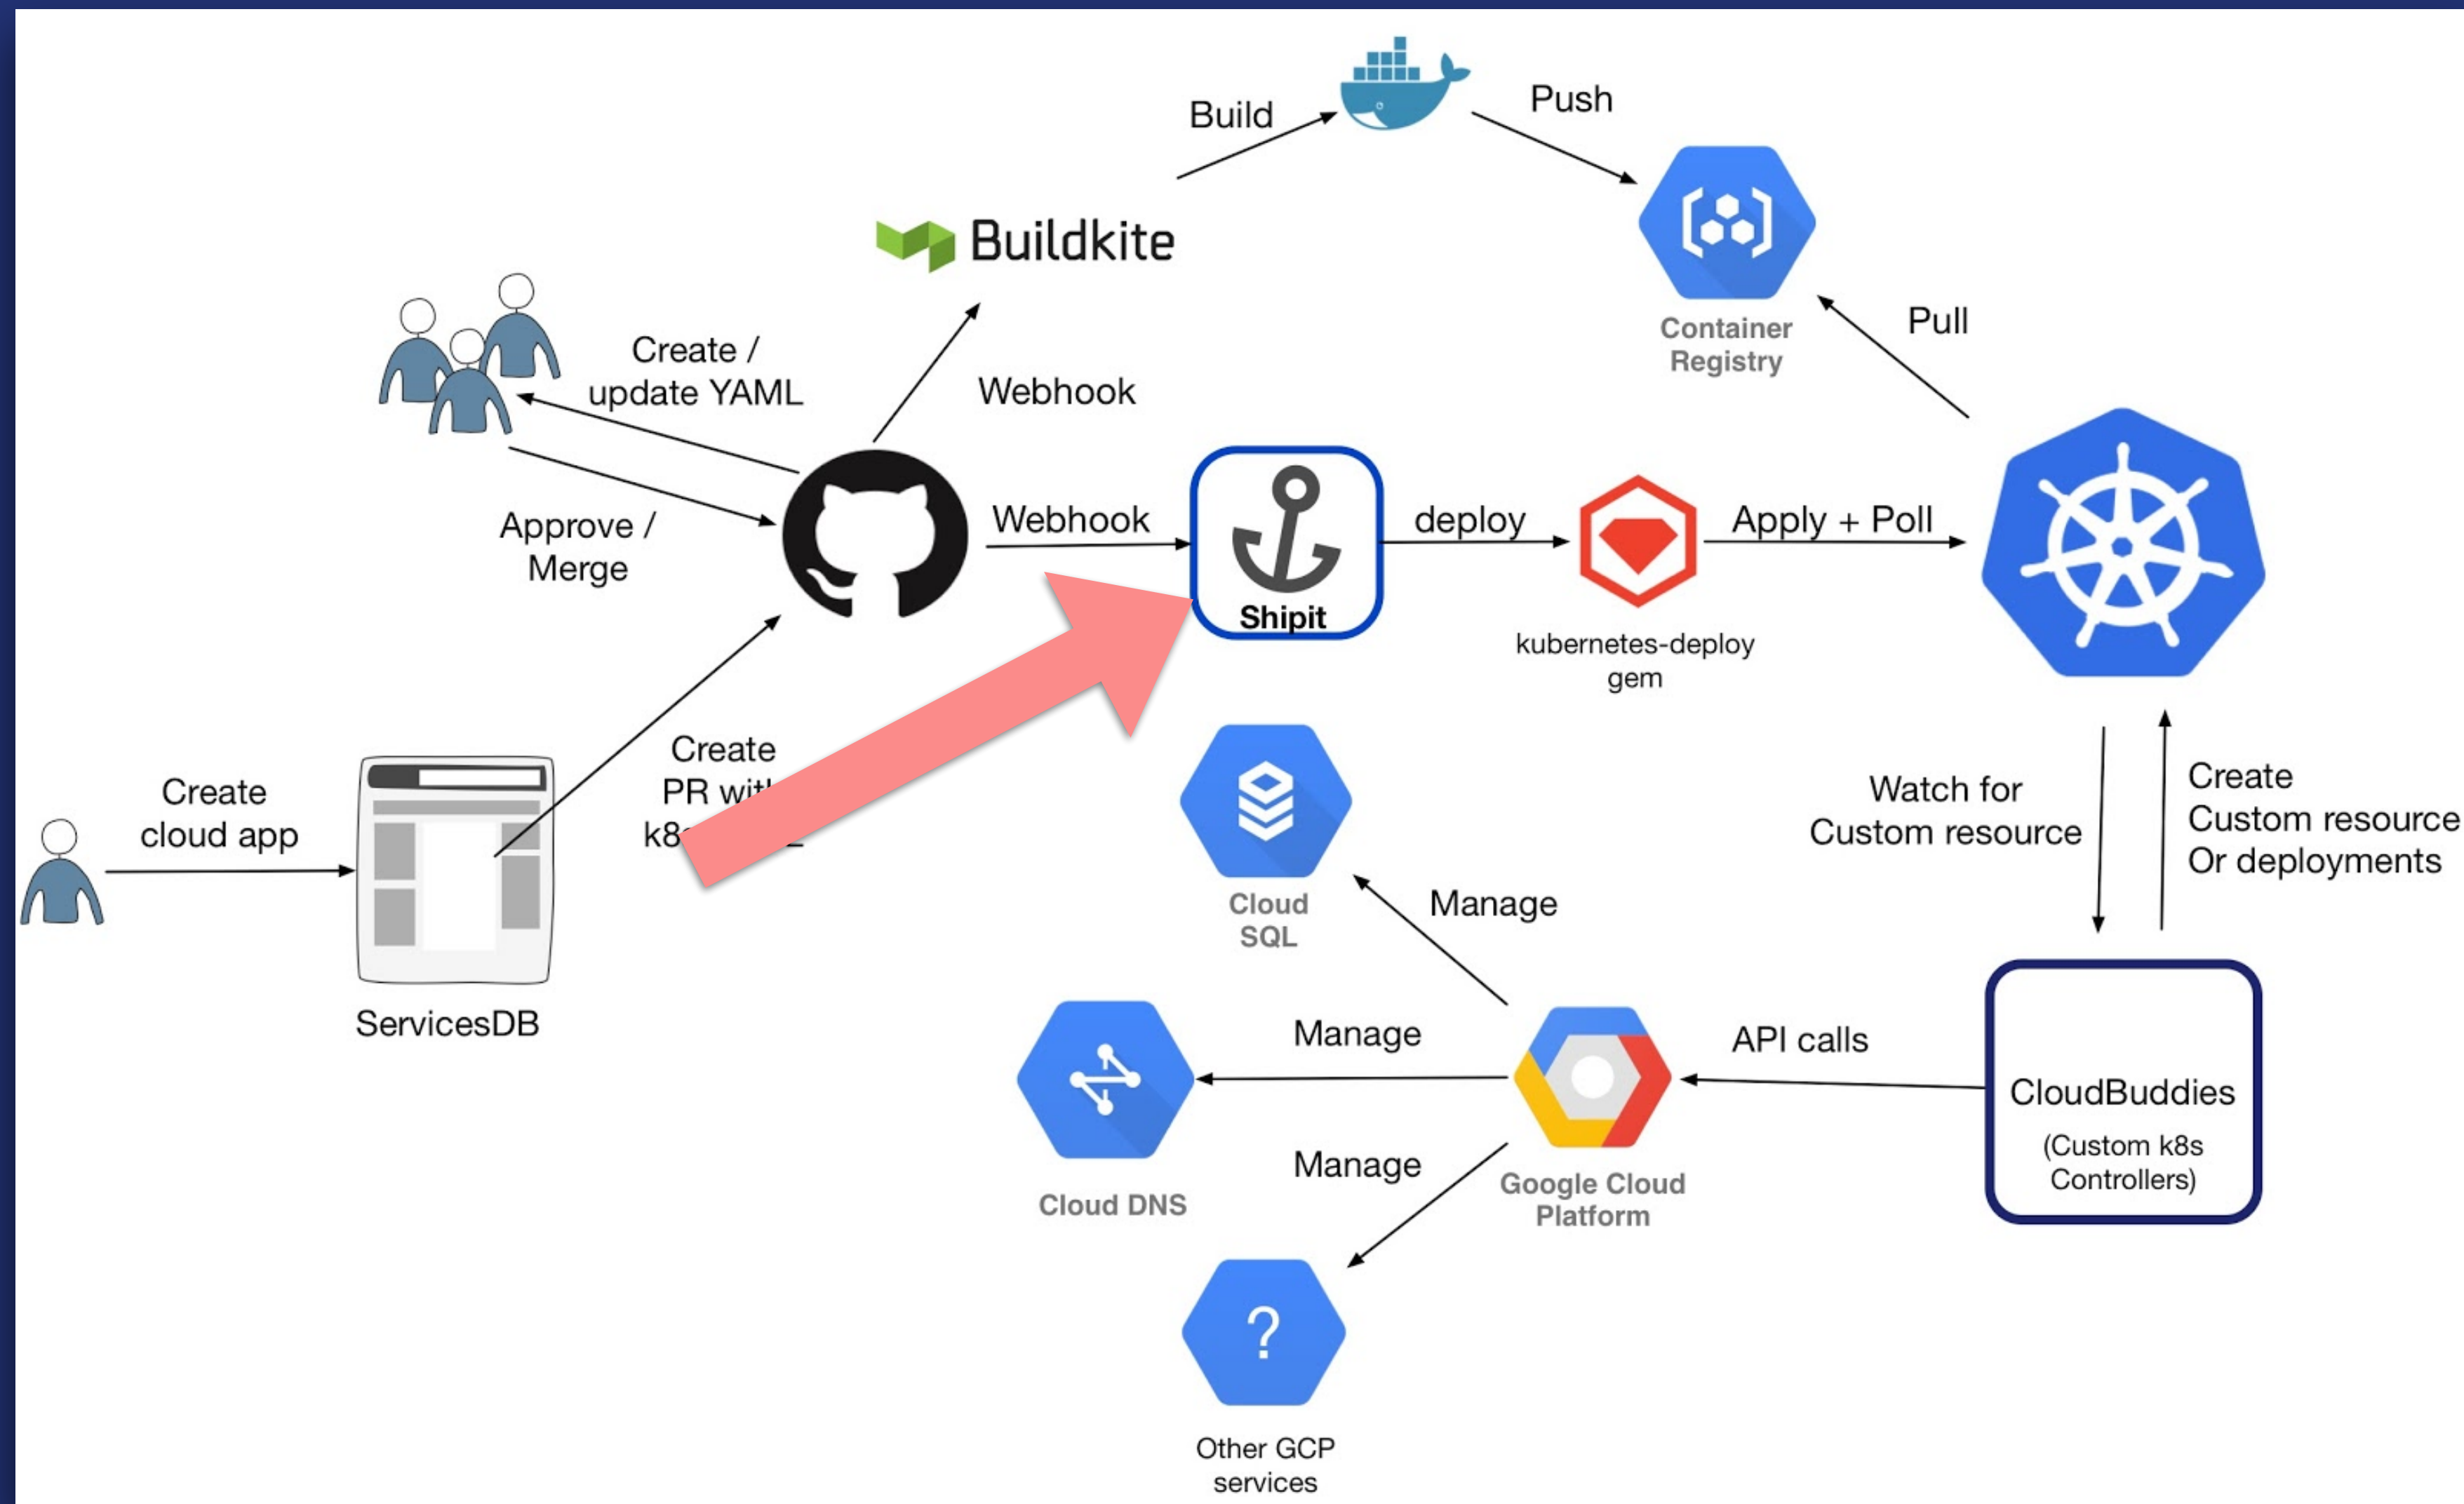 Build
Push
Buildkite
Container
Registry
Pull
Create /
update YAML
Webhook
Approve /
Merge
Webhook
Shipit
deploy
kubernetes-deploy
gem
Apply + Poll
Create
cloud app
ServicesDB
Create
PR
Cloud
SQL
Manage
Watch for
Custom resource
Create
Custom resource
Or deployments
Cloud DNS
Manage
Manage
Google Cloud
Platform
API calls
CloudBuddies
(Custom k8s
Controllers)
?
Other GCP
services